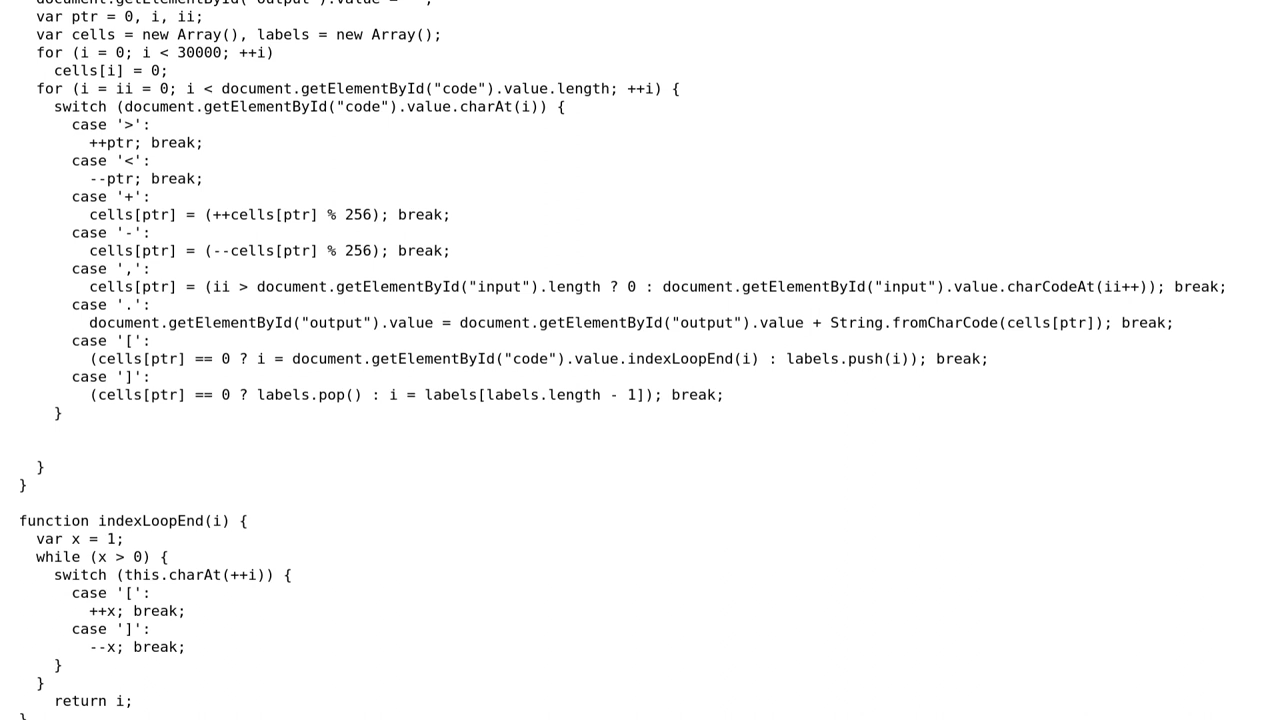 document.getElementById("output").value =
var ptr = 0, i, ii;
var cells = new Array(), labels = new Array();
for (i = 0; i < 30000; ++i)
cells[i] = 0;
for (i = ii = 0; i < document.getElementById("code").value.length; ++i) {
switch (document.getElementById("code").value.charAt(i)) {
case '>':
++ptr; break;
case '<':
--ptr; break;
case '+':
cells[ptr] = (++cells[ptr] % 256); break;
case '-':
cells[ptr] = (--cells[ptr] % 256); break;
case ',':
cells[ptr] = (ii > document.getElementById("input").length ? 0 : document.getElementById("input").value.charCodeAt(ii++)); break;
case '.':
document.getElementById("output").value = document.getElementById("output").value + String.fromCharCode(cells[ptr]); break;
case '[':
(cells[ptr] == 0 ? i = document.getElementById("code").value.indexLoopEnd(i) : labels.push(i)); break;
case ']':
(cells[ptr] == 0 ? labels.pop() : i = labels[labels.length - 1]); break;
}
}
}
function indexLoopEnd(i) {
var x = 1;
while (x > 0) {
switch (this.charAt(++i)) {
case '[':
++x; break;
case ']':
--x; break;
}
}
return i;
}